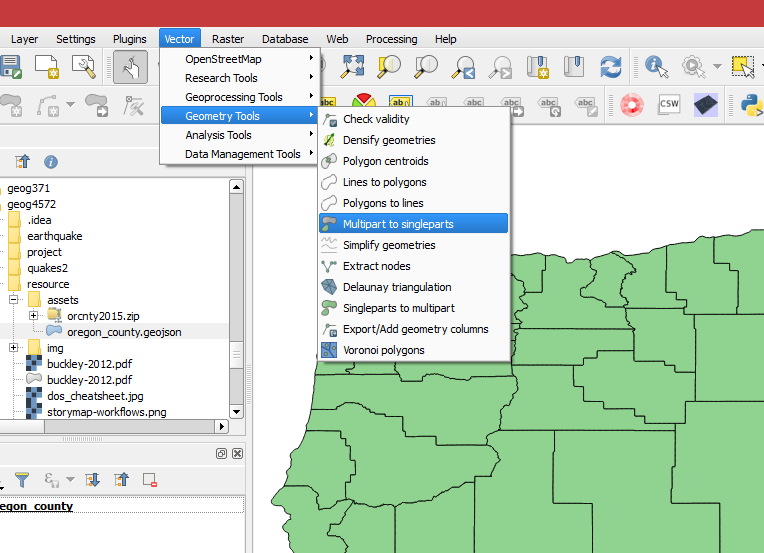 Layer Settings Plugins Vector Raster Database Web Processing Help
OpenStreetMap
Research Tools
Geoprocessing Tools
Geometry Tools
Analysis Tools
Data Management Tools
Check validity
Densify geometries
Polygon centroids
Lines to polygons
Polygons to lines
Multipart to singleparts
Simplify geometries
Extract nodes
Delaunay triangulation
Singleparts to multipart
Export/Add geometry columns
Voronoi polygons
abc
CSW
geog371
geog4572
.idea
earthquake
project
quakes2
resource
assets
orcnty2015.zip
oregon_county.geojson
img
buckley-2012.pdf
buckley-2012.pdf
dos_cheatsheet.jpg
storymap-workflows.png
egon_county